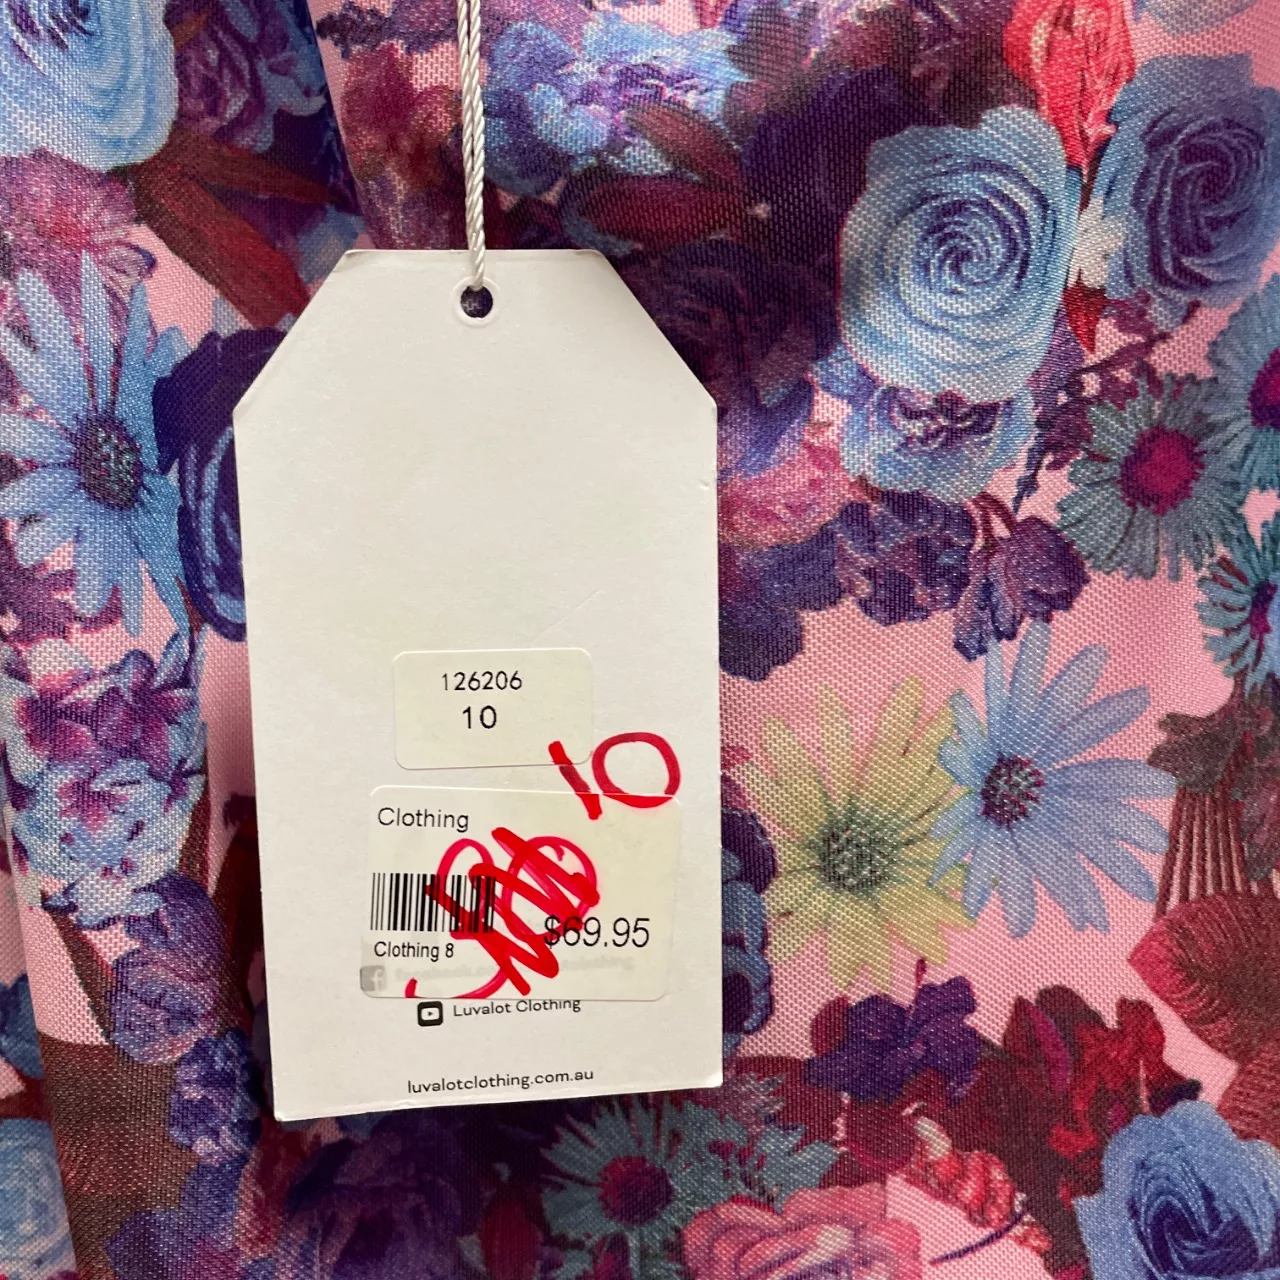 126206
10
10
Clothing
$69.95
Clothing 8
Luvalot Clothing
luvalotclothing.com.au